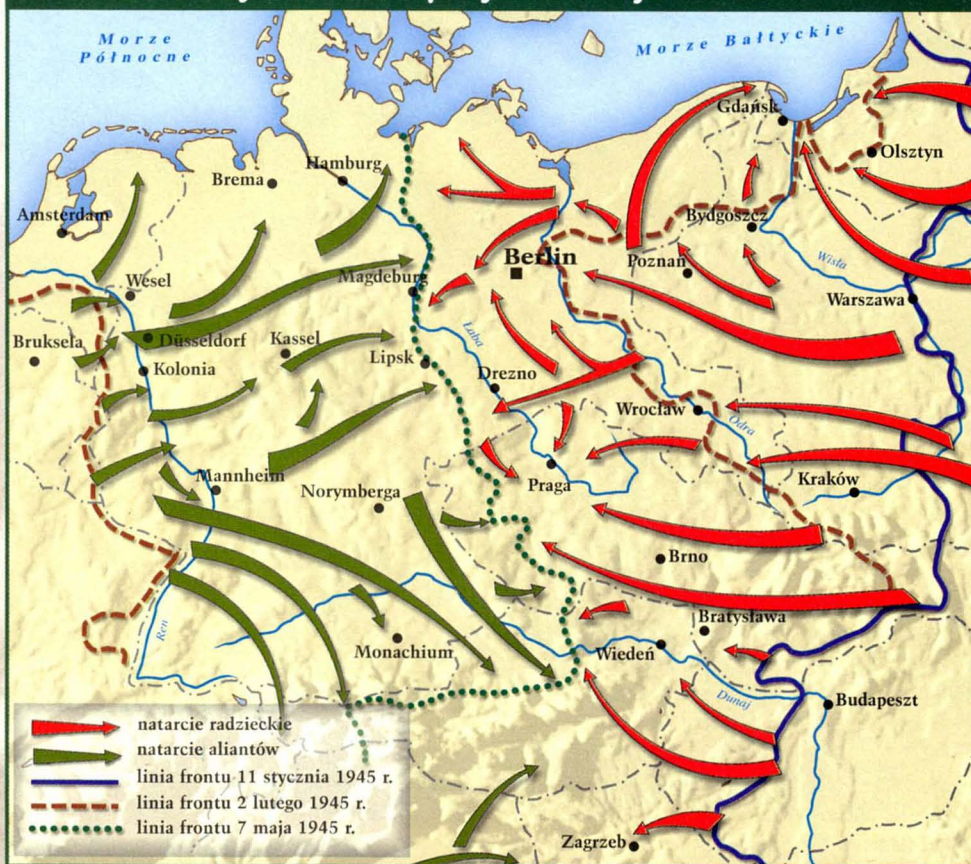 Morze
Północne
Morze Bałtyckie
Gdańsk
Olsztyn
Hamburg
Brema
Amsterdam
Bydgoszcz
Berlin
Poznań
Wisła
Wesel
Magdeburg
Warszawa
Bruksela
Düsseldorf
Kassel
Łaba
Kolonia
Lipsk
Drezno
Wrocław
Odra
Mannheim
Norymberga
Praga
Kraków
Brno
Bratysława
Ren
Monachium
Wiedeń
Dunaj
Budapeszt
natarcie radzieckie
natarcie aliantów
linia frontu 11 stycznia 1945 r.
linia frontu 2 lutego 1945 r.
linia frontu 7 maja 1945 r.
Zagrzeb